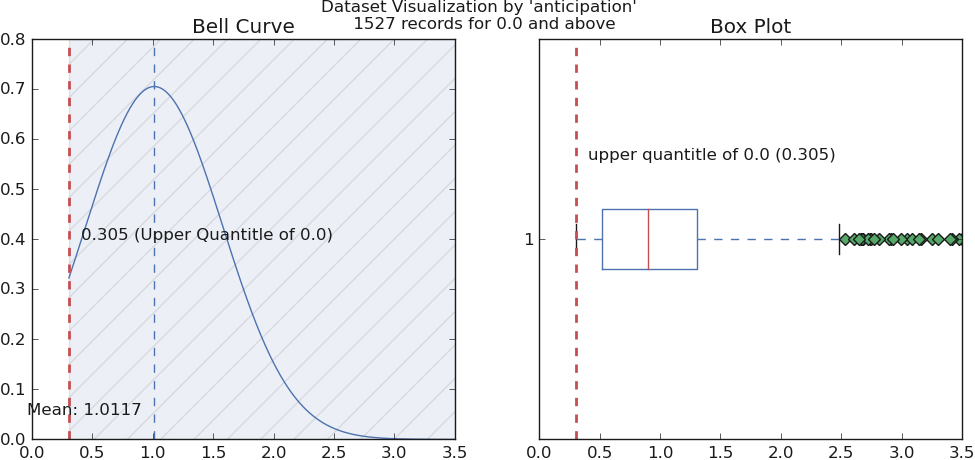 Dataset Visualization by 'anticipation'
1527 records for 0.0 and above
Bell Curve
0.8
0.7
0.6
0.5
0.4
0.3
0.2
0.1
0.0
0.305 (Upper Quantitle of 0.0)
Mean: 1.0117
0.0 0.5 1.0 1.5 2.0 2.5 3.0 3.5
Box Plot
upper quantitle of 0.0 (0.305)
1
0.0 0.5 1.0 1.5 2.0 2.5 3.0 3.5